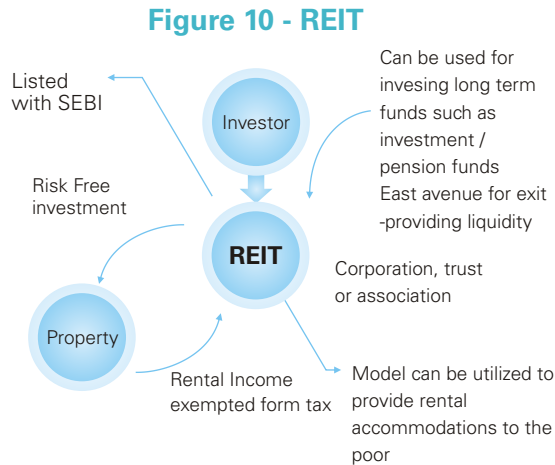 Figure 10 - REIT
Listed
with SEBI
Investor
Can be used for
invesing long term
funds such as
investment /
pension funds
East avenue for exit
-providing liquidity
Risk Free
investment
REIT
Corporation, trust
or association
Property
Rental Income
exempted form tax
Model can be utilized to
provide rental
accommodations to the
poor